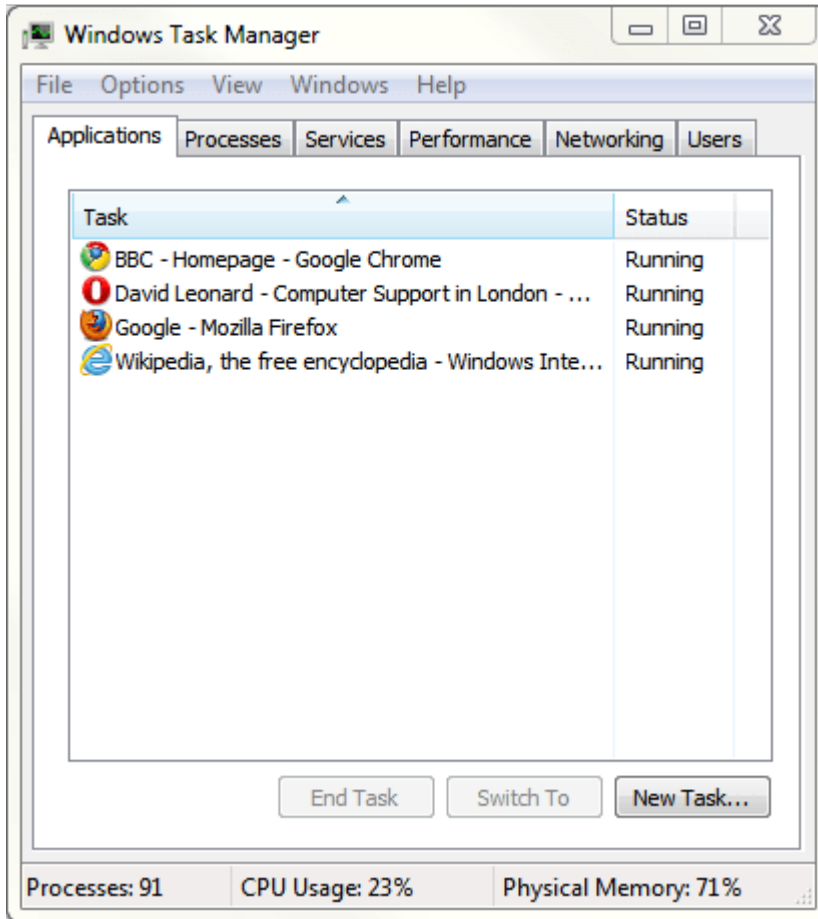 Windows Task Manager
File Options View Windows Help
Applications Processes Services Performance Networking Users
Task Status
BBC - Homepage - Google Chrome Running
David Leonard - Computer Support in London - ... Running
Google - Mozilla Firefox Running
Wikipedia, the free encyclopedia - Windows Inte... Running
End Task Switch To New Task...
Processes: 91 CPU Usage: 23% Physical Memory: 71%